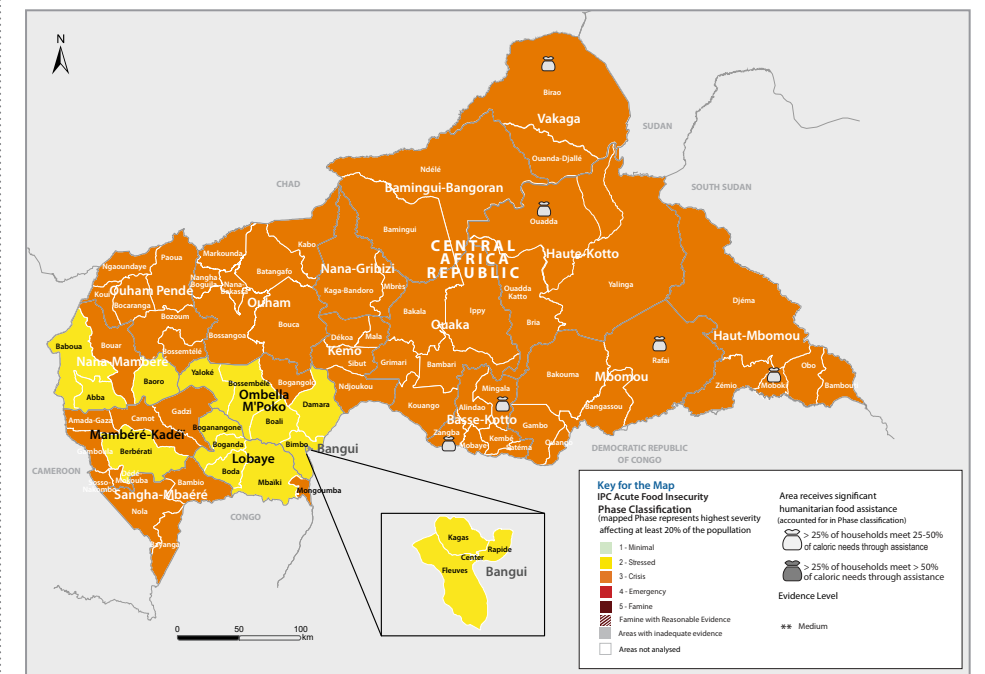 N
Birao
Vakaga
SUDAN
Ouanda-Djallé
Ndélé
CHAD
Bamingui-Bangoran
SOUTH SUDAN
Ouadda
Bamingui
Kabo
CENTRAL
AFRICA
REPUBLIC
Haute-Kotto
Markounda
Paoua
Ngaoundaye
Batangafo
Nana-Gribizi
Nangha
Boguila
Nana-
Bakassa
Koui
Ouham Pendé
Bocaranga
Kaga-Bandoro
Mbrès
Ouadda
Katto
Yalinga
Ouham
Djéma
Bozoum
Bakala
Ippy
Bouca
Ouaka
Bria
Bossangoa
Dékoa
Mala
Haut-Mbomou
Baboua
Bouar
Bossemtélé
Kémo
Nana-Mambéré
Sibut
Grimari
Bambari
Rafai
Obo
Yaloké
Bakouma
Mbomou
Baoro
Bossembélé
Bogangolo
Ndjoukou
Zémio
Moboki
Bambouti
Mingala
Abba
Ombella
M'Poko
Damara
Kouango
Alindao
Bangassou
Gadzi
Amada-Gaza
Carnot
Boali
Basse-Kotto
Gambo
Boganangone
Zangba
Mambéré-Kadéï
Kembé
Boganda
Bimbo
Bangui
Mobaye
Ouango
Berbérati
DEMOCRATIC REPUBLIC
OF CONGO
Lobaye
CAMEROON
Boda
Mbaïki
Bambio
Mongoumba
Sangha-Mbaéré
Nola
CONGO
Bayanga
Kagas
Rapide
Center
Fleuves
Bangui
0
50
100
km
Key for the Map
IPC Acute Food Insecurity
Phase Classification
(mapped Phase represents highest severity
affecting at least 20% of the popullation
1 - Minimal
2 - Stressed
3 - Crisis
4 - Emergency
5 - Famine
Famine with Reasonable Evidence
Areas with inadequate evidence
Areas not analysed
Area receives significant
humanitarian food assistance
(accounted for in Phase classification)
> 25% of households meet 25-50%
of caloric needs through assistance
> 25% of households meet > 50%
of caloric needs through assistance
Evidence Level
** Medium